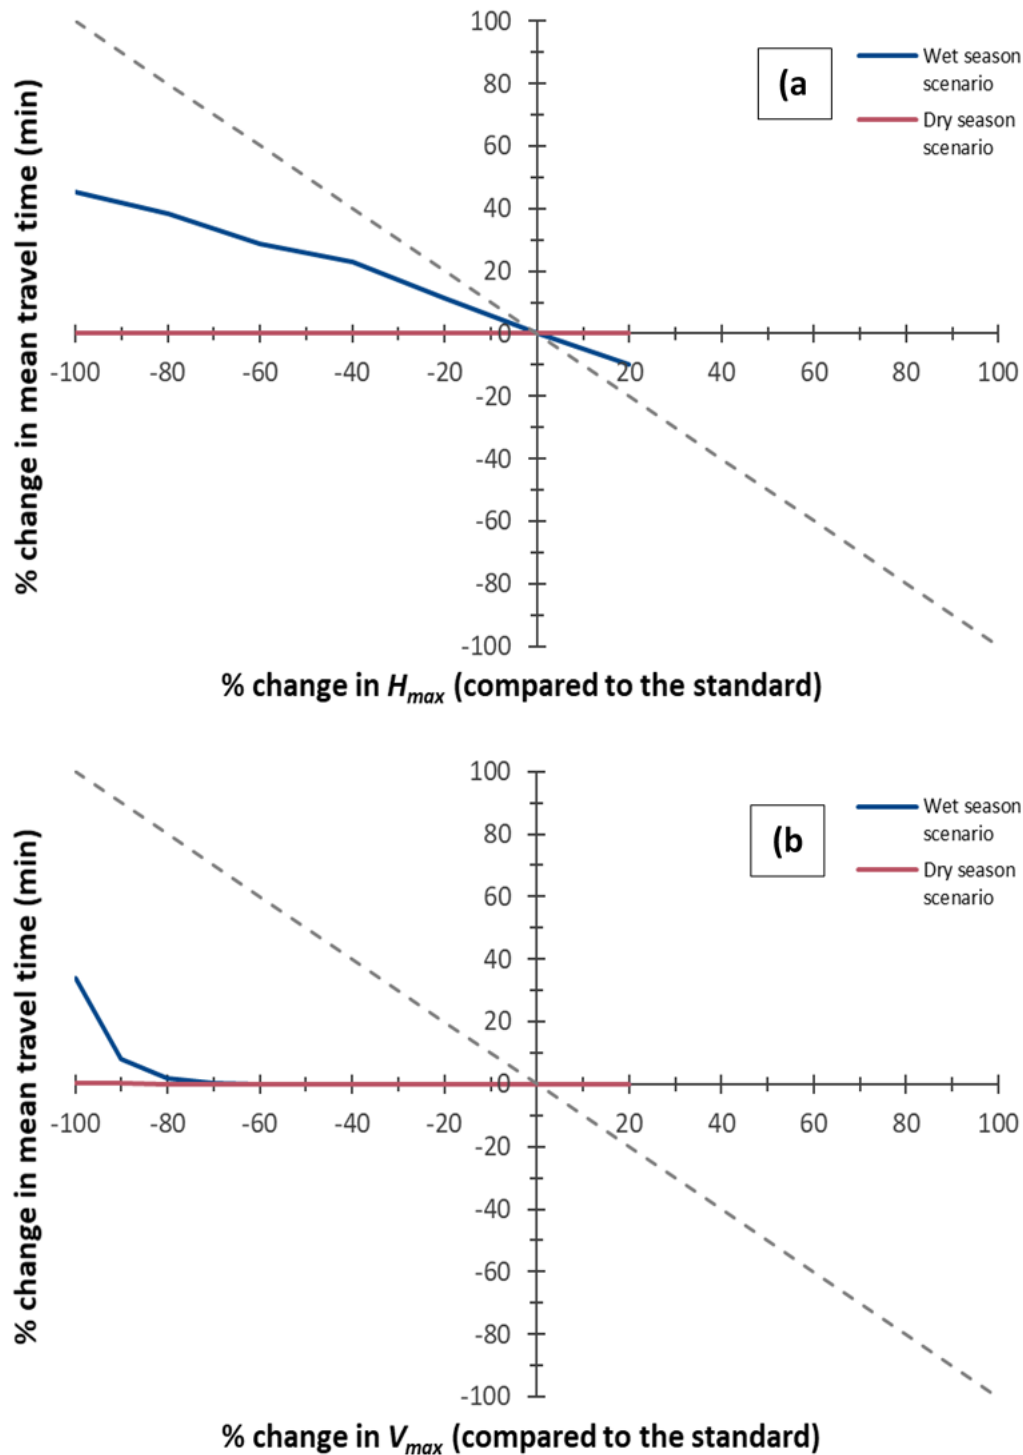 100
(a
Wet season
scenario
80
Dry season
scenario
60
40
20
0
-100 -80 -60 -40 -20 20 40 60 80 100
-20
-40
-60
-80
-100
% change in mean travel time (min)
% change in Hmax (compared to the standard)
100
(b
Wet season
scenario
80
Dry season
scenario
60
40
20
0
-100 -80 -60 -40 -20 20 40 60 80 100
-20
-40
-60
-80
-100
% change in mean travel time (min)
% change in Vmax (compared to the standard)